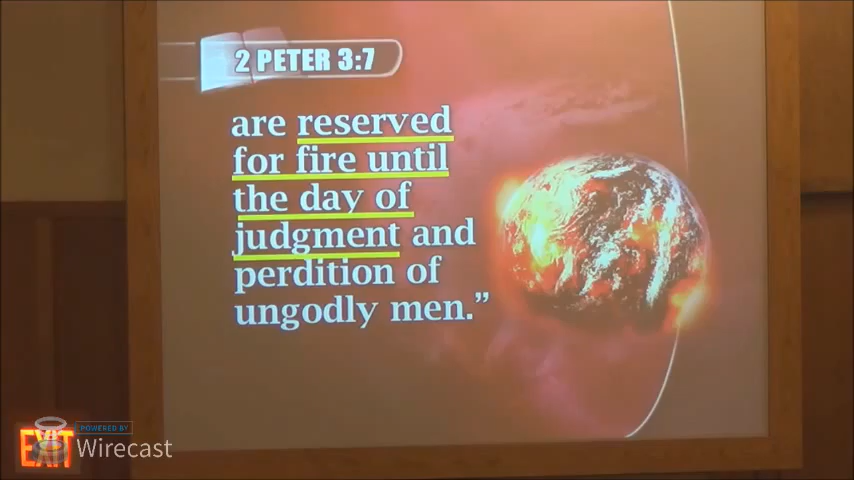 2 PETER 3:7
are reserved
for fire until
the day of
judgment and
perdition of
ungodly men.”
EXIT
POWERED BY
Wirecast